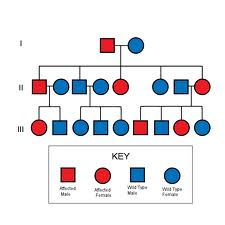 I
II
III
KEY
Affected
Male
Affected
Female
Wild Type
Male
Wild Type
Female